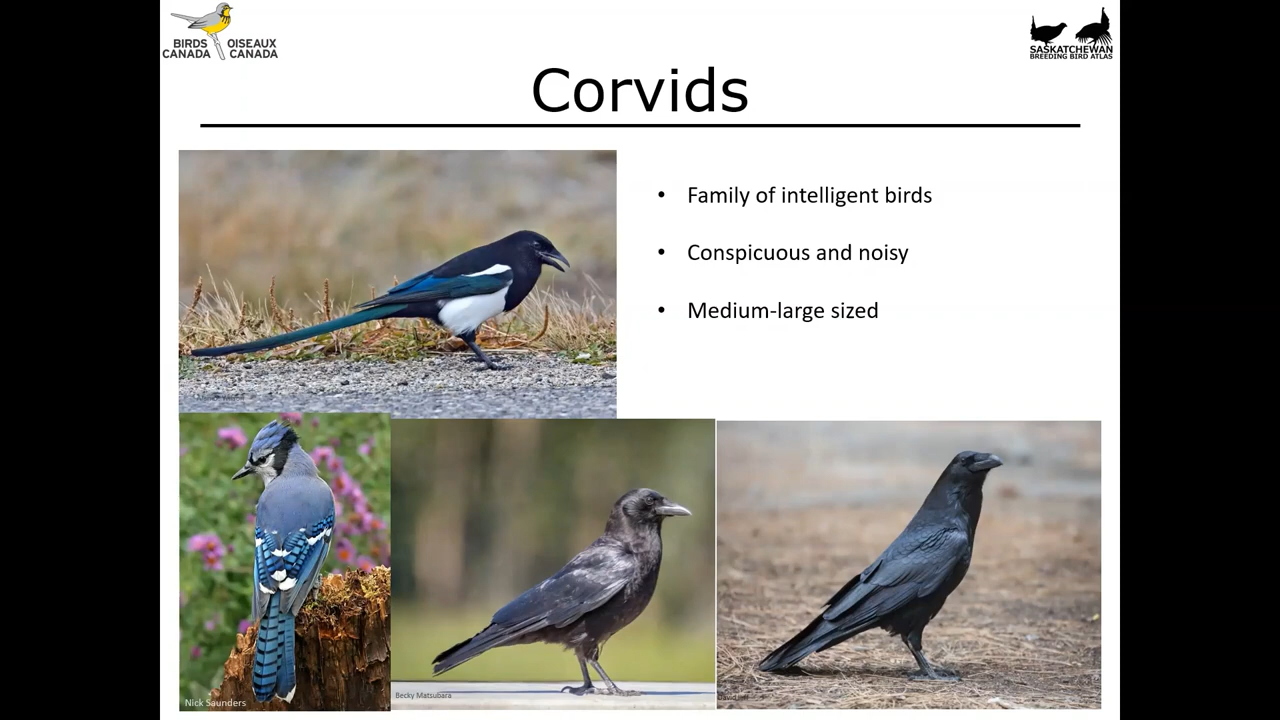 BIRDS CANADA
OISEAUX CANADA
SASKATCHEWAN
BREEDING BIRD ATLAS
Corvids
• Family of intelligent birds
• Conspicuous and noisy
• Medium-large sized
Nick Saunders
Becky Matsubara